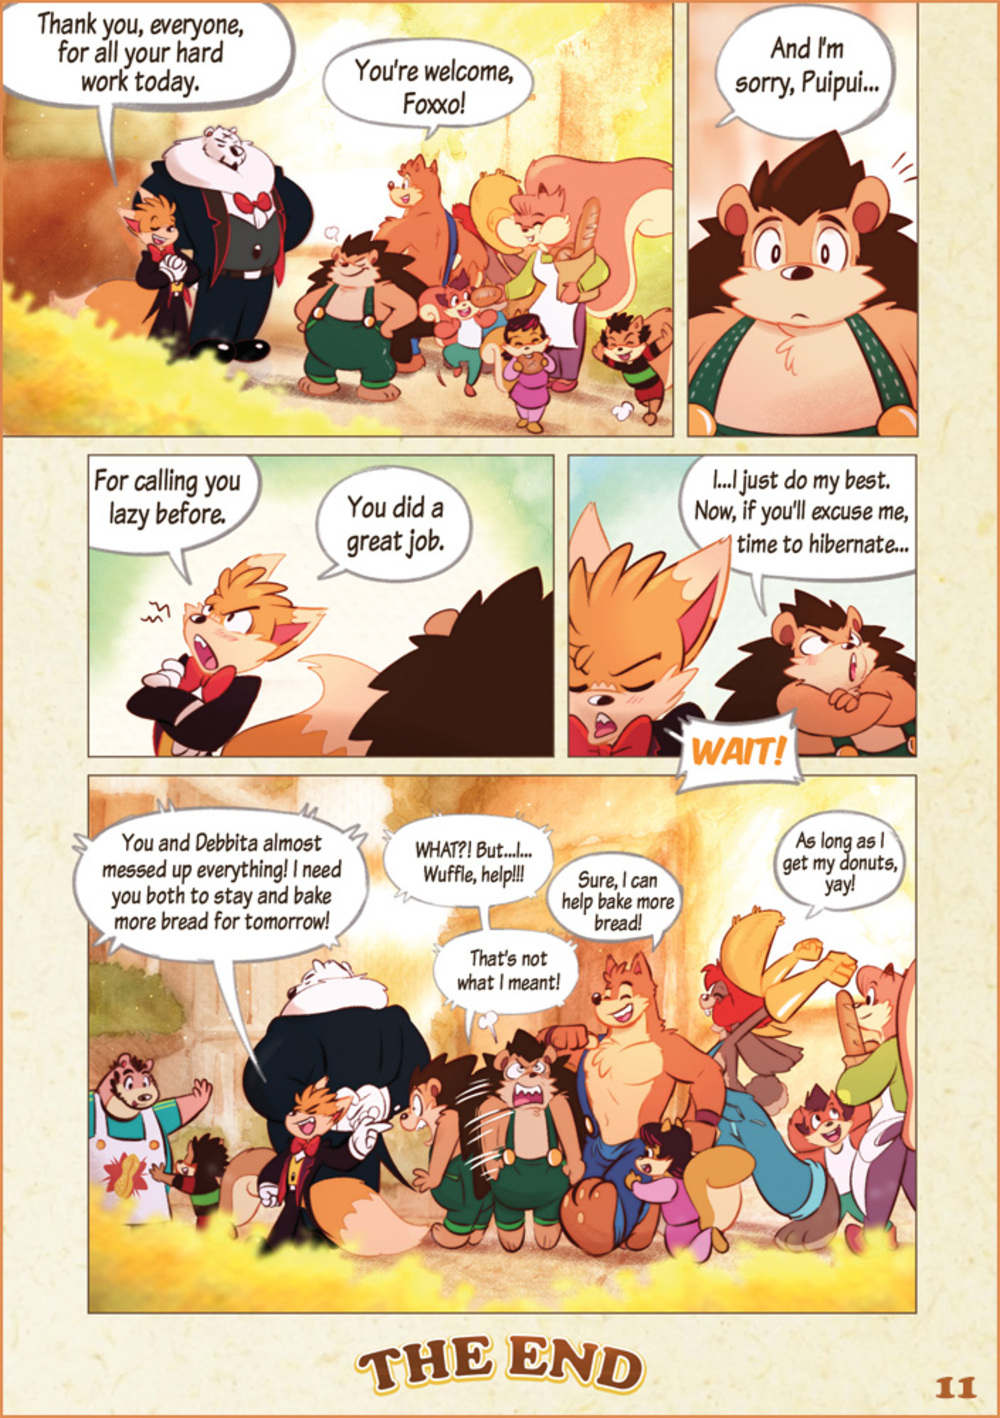 Thank you, everyone,
for all your hard
work today.
You're welcome,
Foxxo!
And I'm
sorry, Puipui...
For calling you
lazy before.
You did a
great job.
I...I just do my best.
Now, if you'll excuse me,
time to hibernate...
WAIT!
You and Debbita almost
messed up everything! I need
you both to stay and bake
more bread for tomorrow!
WHAT?! But...I...
Wuffle, help!!!
That's not
what I meant!
Sure, I can
help bake more
bread!
As long as I
get my donuts,
yay!
THE END
11